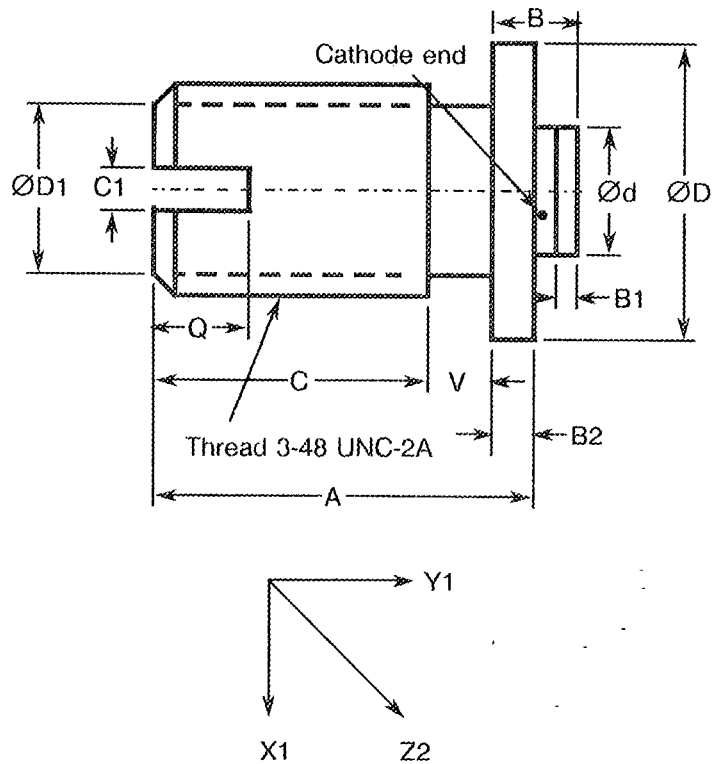 B
Cathode end
ØD1
C1
Ød
ØD
B1
Q
C
V
B2
Thread 3-48 UNC-2A
A
Y1
X1
Z2